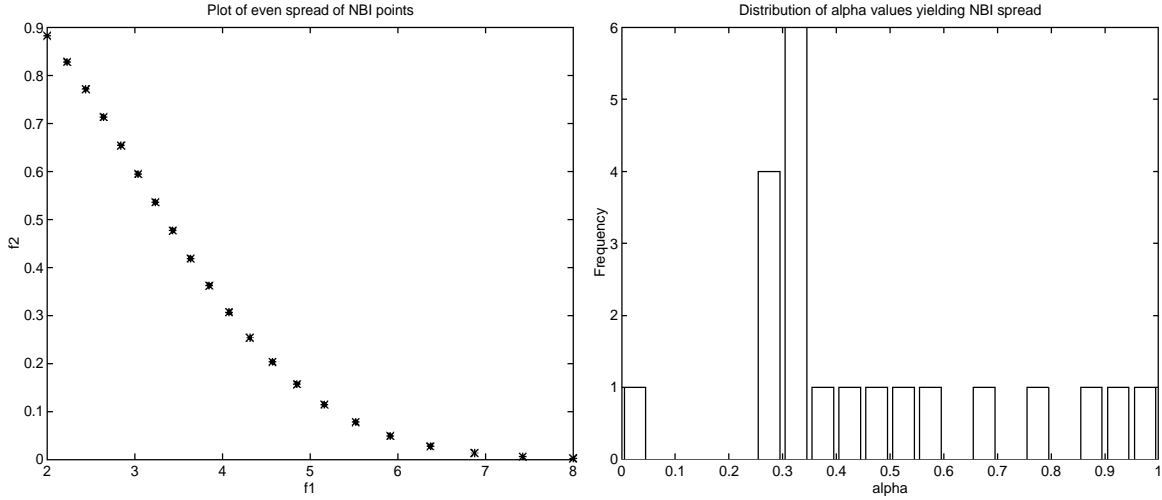 Plot of even spread of NBI points
0.9
0.8
0.7
0.6
0.5
0.4
0.3
0.2
0.1
0
f2
2 3 4 5 6 7 8
f1
Distribution of alpha values yielding NBI spread
6
5
4
3
2
1
0
Frequency
0 0.1 0.2 0.3 0.4 0.5 0.6 0.7 0.8 0.9 1
alpha